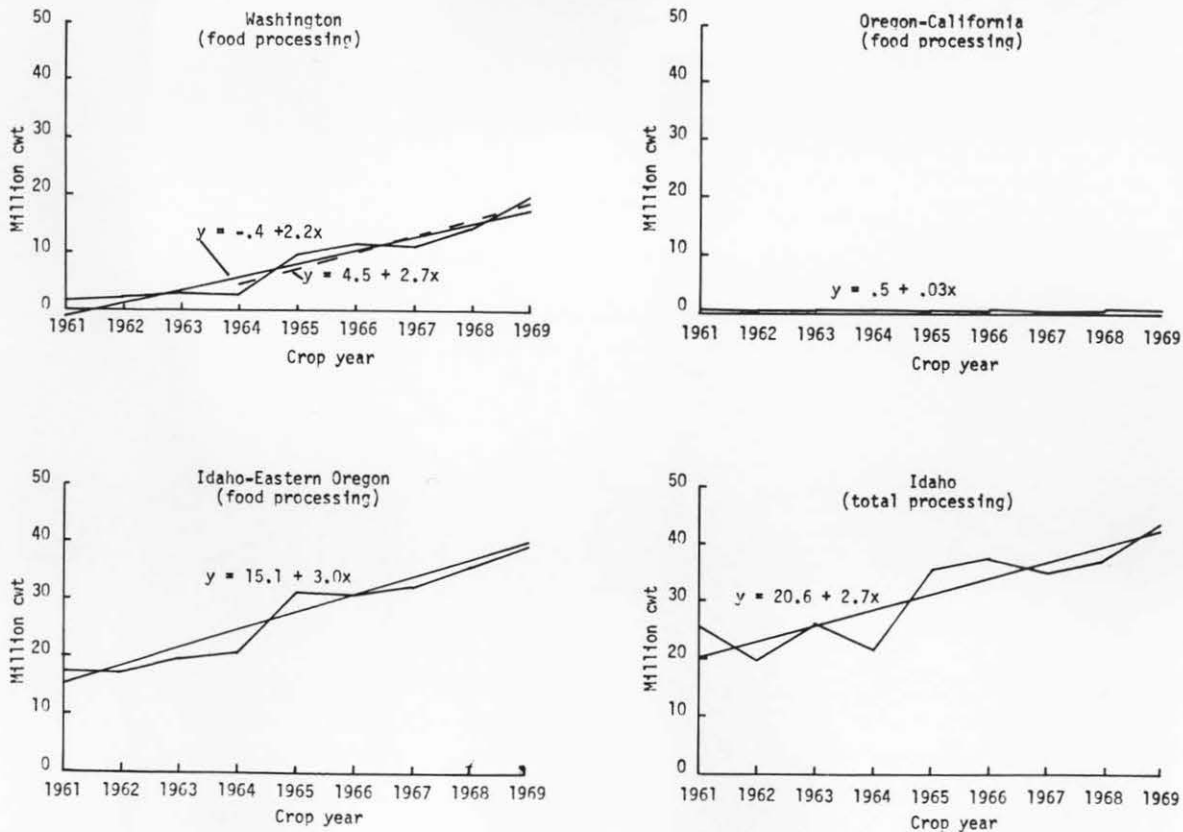 Washington
(food processing)
50
40
30
20
10
0
Million cwt
y = -.4 +2.2x
y = 4.5 + 2.7x
1961 1962 1963 1964 1965 1966 1967 1968 1969
Crop year
Oregon-California
(food processing)
50
40
30
20
10
0
Million cwt
y = .5 + .03x
1961 1962 1963 1964 1965 1966 1967 1968 1969
Crop year
Idaho-Eastern Oregon
(food processing)
50
40
30
20
10
0
Million cwt
y = 15.1 + 3.0x
1961 1962 1963 1964 1965 1966 1967 1968 1969
Crop year
Idaho
(total processing)
50
40
30
20
10
0
Million cwt
y = 20.6 + 2.7x
1961 1962 1963 1964 1965 1966 1967 1968 1969
Crop year